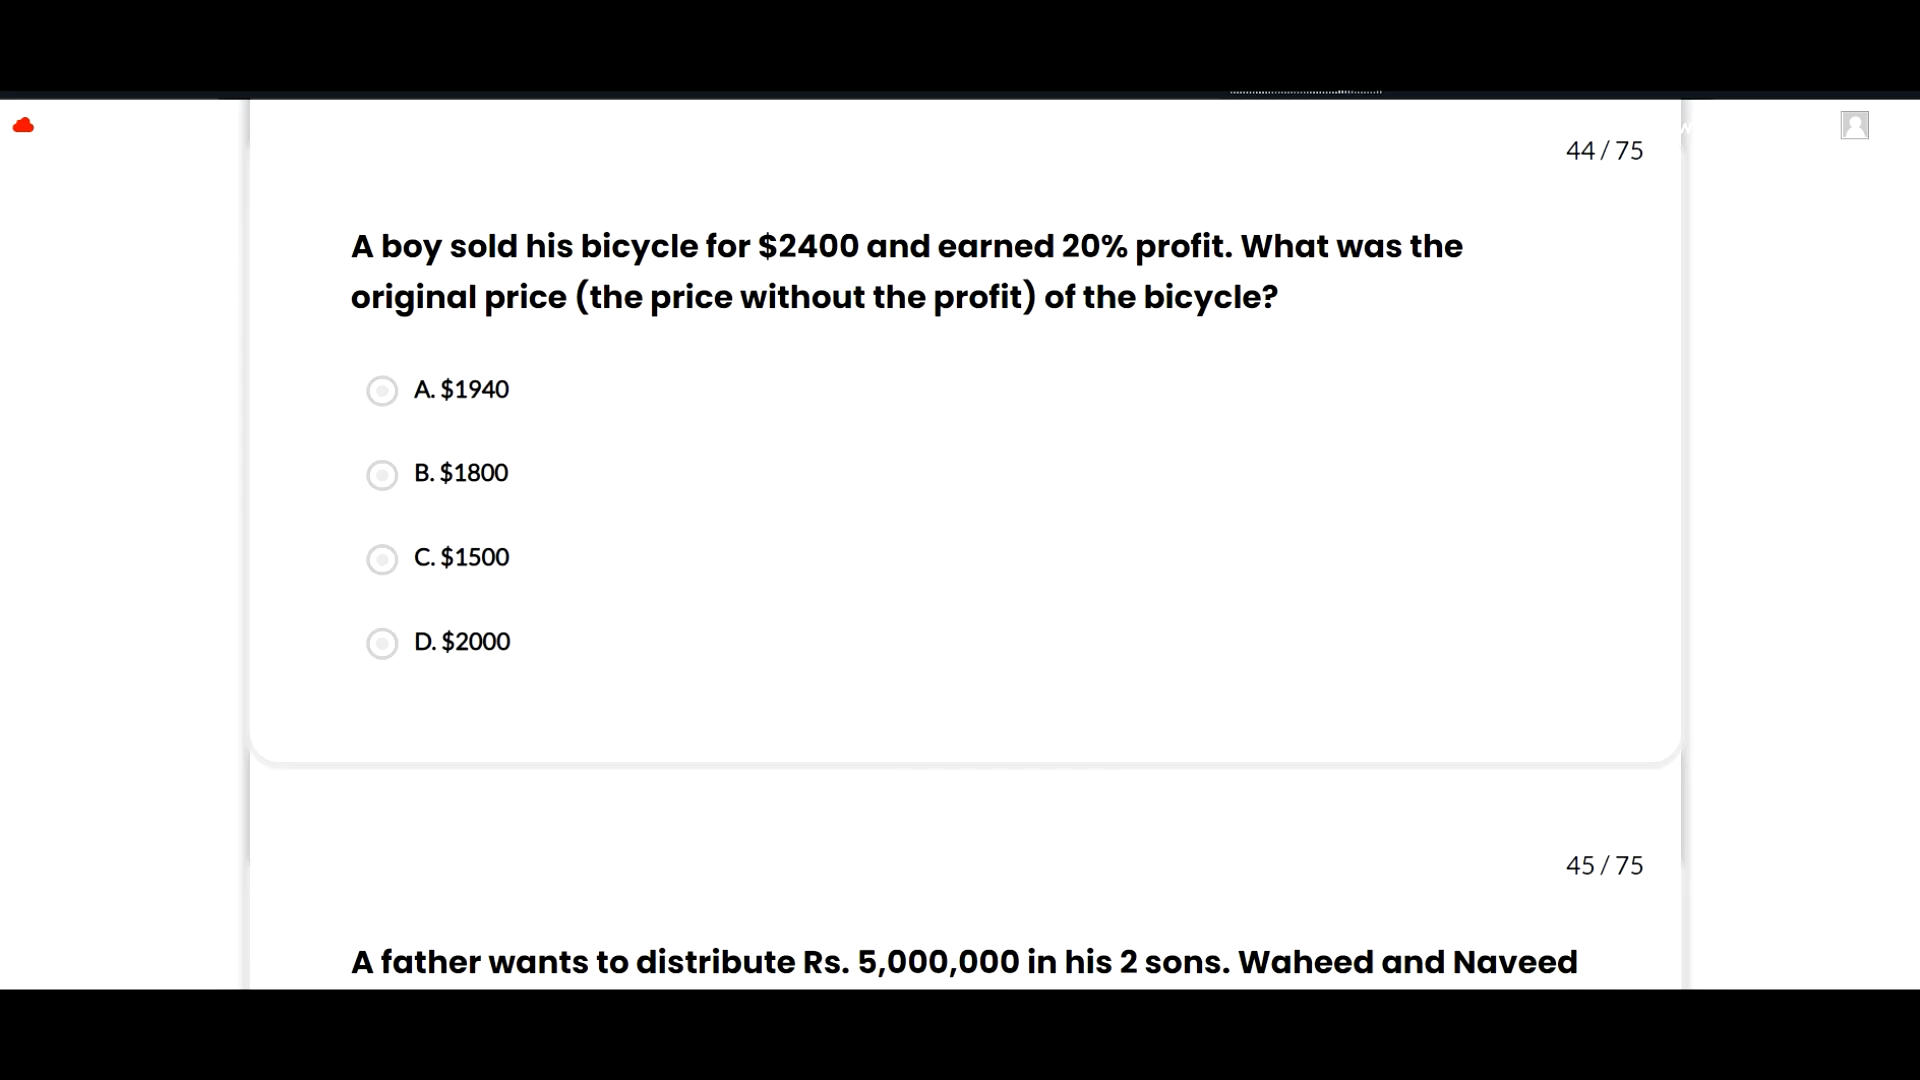 44 / 75
A boy sold his bicycle for $2400 and earned 20% profit. What was the
original price (the price without the profit) of the bicycle?
A. $1940
B. $1800
C. $1500
D. $2000
45 / 75
A father wants to distribute Rs. 5,000,000 in his 2 sons. Waheed and Naveed